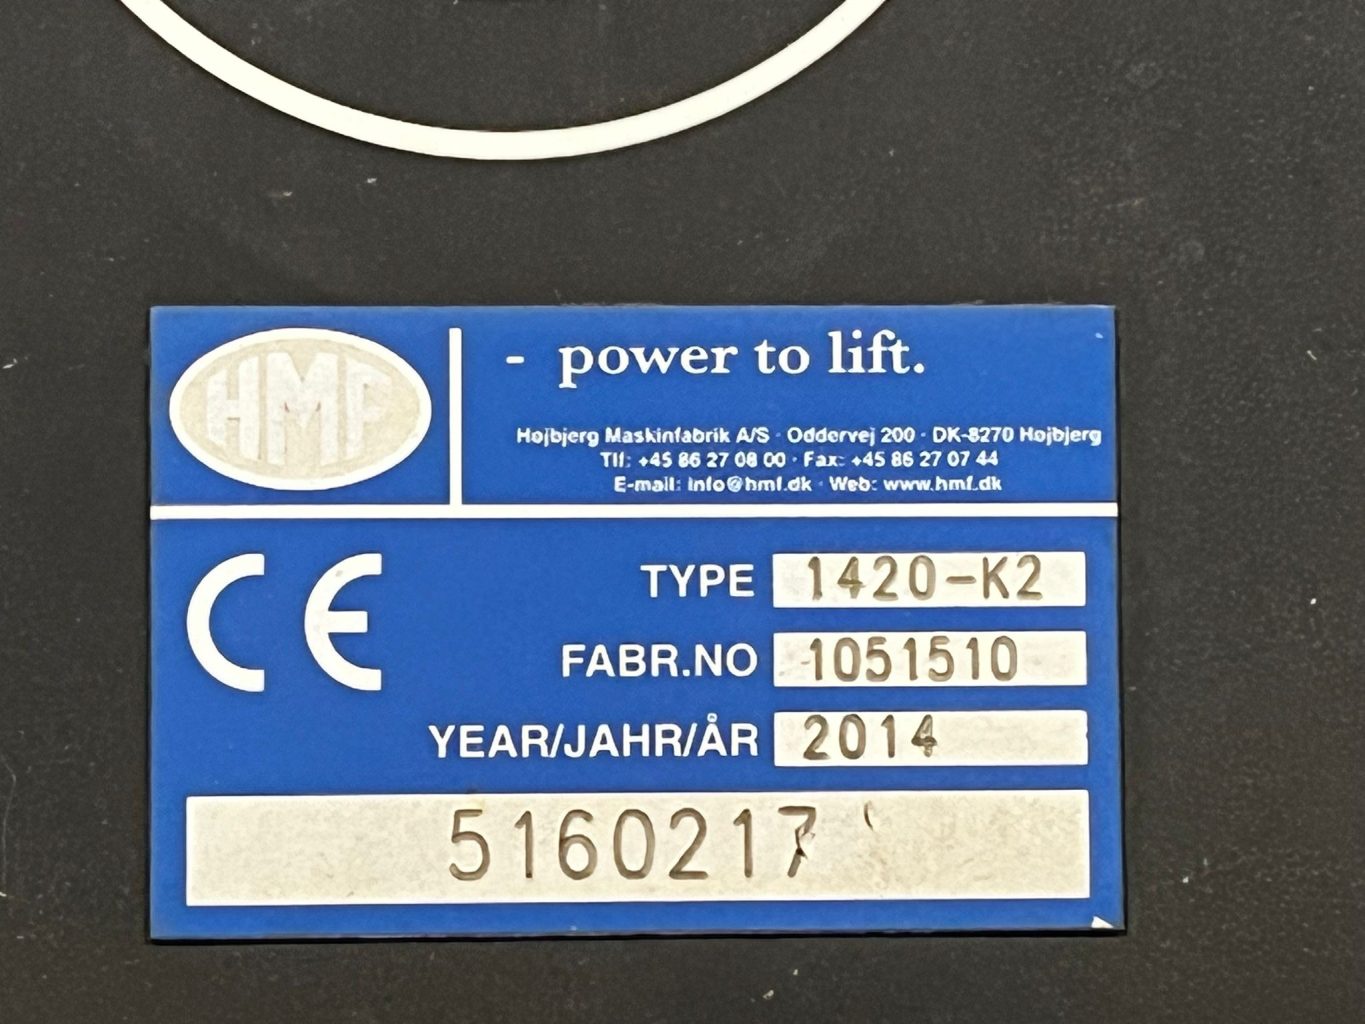 HMF
- power to lift.
Højbjerg Maskinfabrik A/S · Oddervej 200 · DK-8270 Højbjerg
Tlf: +45 86 27 08 00 · Fax: +45 86 27 07 44
E-mail: info@hmf.dk · Web: www.hmf.dk
CE
TYPE 1420-K2
FABR.NO 1051510
YEAR/JAHR/ÅR 2014
5160217